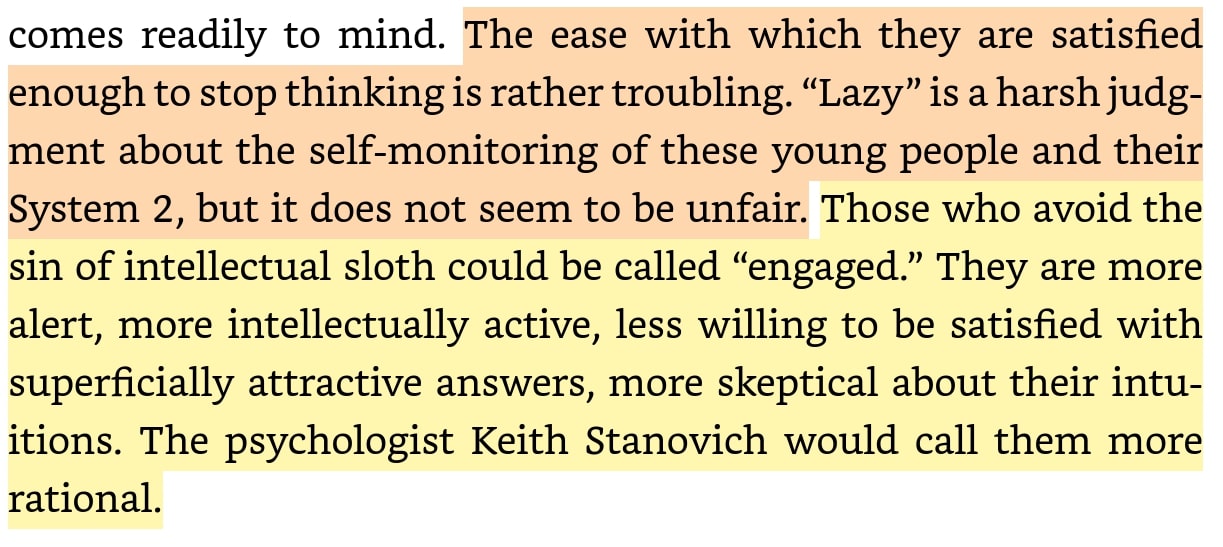 comes readily to mind. The ease with which they are satisfied
enough to stop thinking is rather troubling. “Lazy” is a harsh judg-
ment about the self-monitoring of these young people and their
System 2, but it does not seem to be unfair. Those who avoid the
sin of intellectual sloth could be called “engaged.” They are more
alert, more intellectually active, less willing to be satisfied with
superficially attractive answers, more skeptical about their intu-
itions. The psychologist Keith Stanovich would call them more
rational.